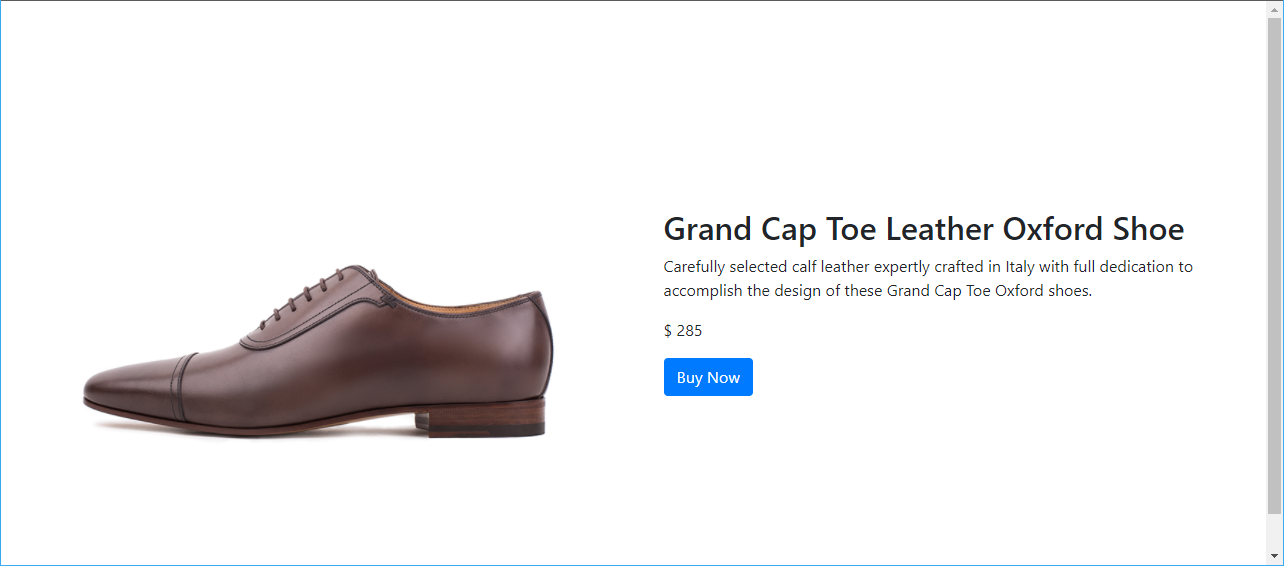 Grand Cap Toe Leather Oxford Shoe
Carefully selected calf leather expertly crafted in Italy with full dedication to
accomplish the design of these Grand Cap Toe Oxford shoes.
$ 285
Buy Now